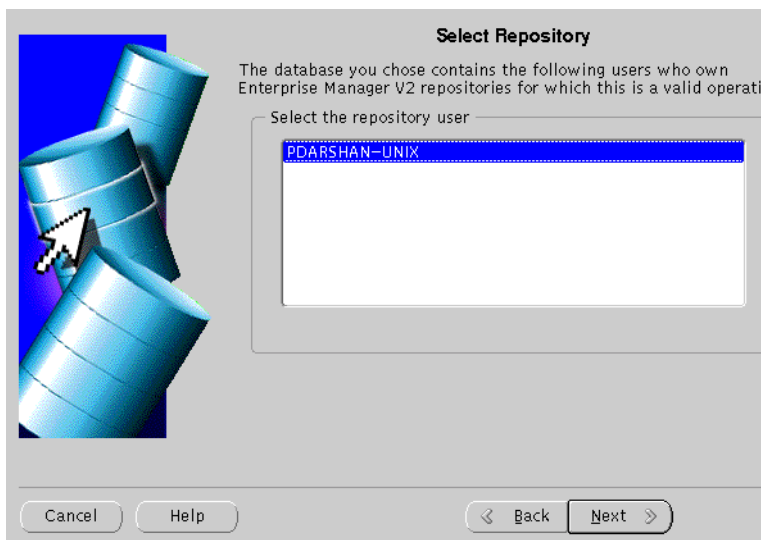 Select Repository
The database you chose contains the following users who own
Enterprise Manager V2 repositories for which this is a valid operati
Select the repository user
PDARSHAN-UNIX
Cancel
Help
Back
Next